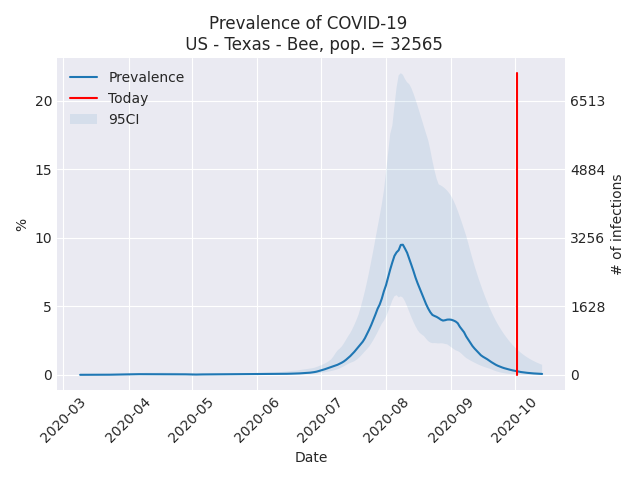 Prevalence of COVID-19
US - Texas - Bee, pop. = 32565
Prevalence
Today
95CI
20
15
10
5
0
%
6513
4884
3256
1628
0
# of infections
2020-03
2020-04
2020-05
2020-06
2020-07
2020-08
2020-09
2020-10
Date